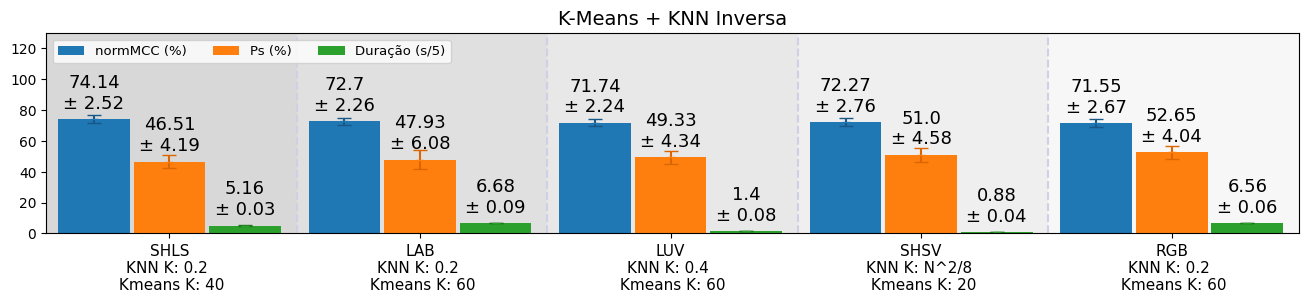 K-Means + KNN Inversa
normMCC (%) Ps (%) Duração (s/5)
120
100
80
60
40
20
0
74.14
± 2.52
46.51
± 4.19
5.16
± 0.03
72.7
± 2.26
47.93
± 6.08
6.68
± 0.09
71.74
± 2.24
49.33
± 4.34
1.4
± 0.08
72.27
± 2.76
51.0
± 4.58
0.88
± 0.04
71.55
± 2.67
52.65
± 4.04
6.56
± 0.06
SHLS
KNN K: 0.2
Kmeans K: 40
LAB
KNN K: 0.2
Kmeans K: 60
LUV
KNN K: 0.4
Kmeans K: 60
SHSV
KNN K: N^2/8
Kmeans K: 20
RGB
KNN K: 0.2
Kmeans K: 60